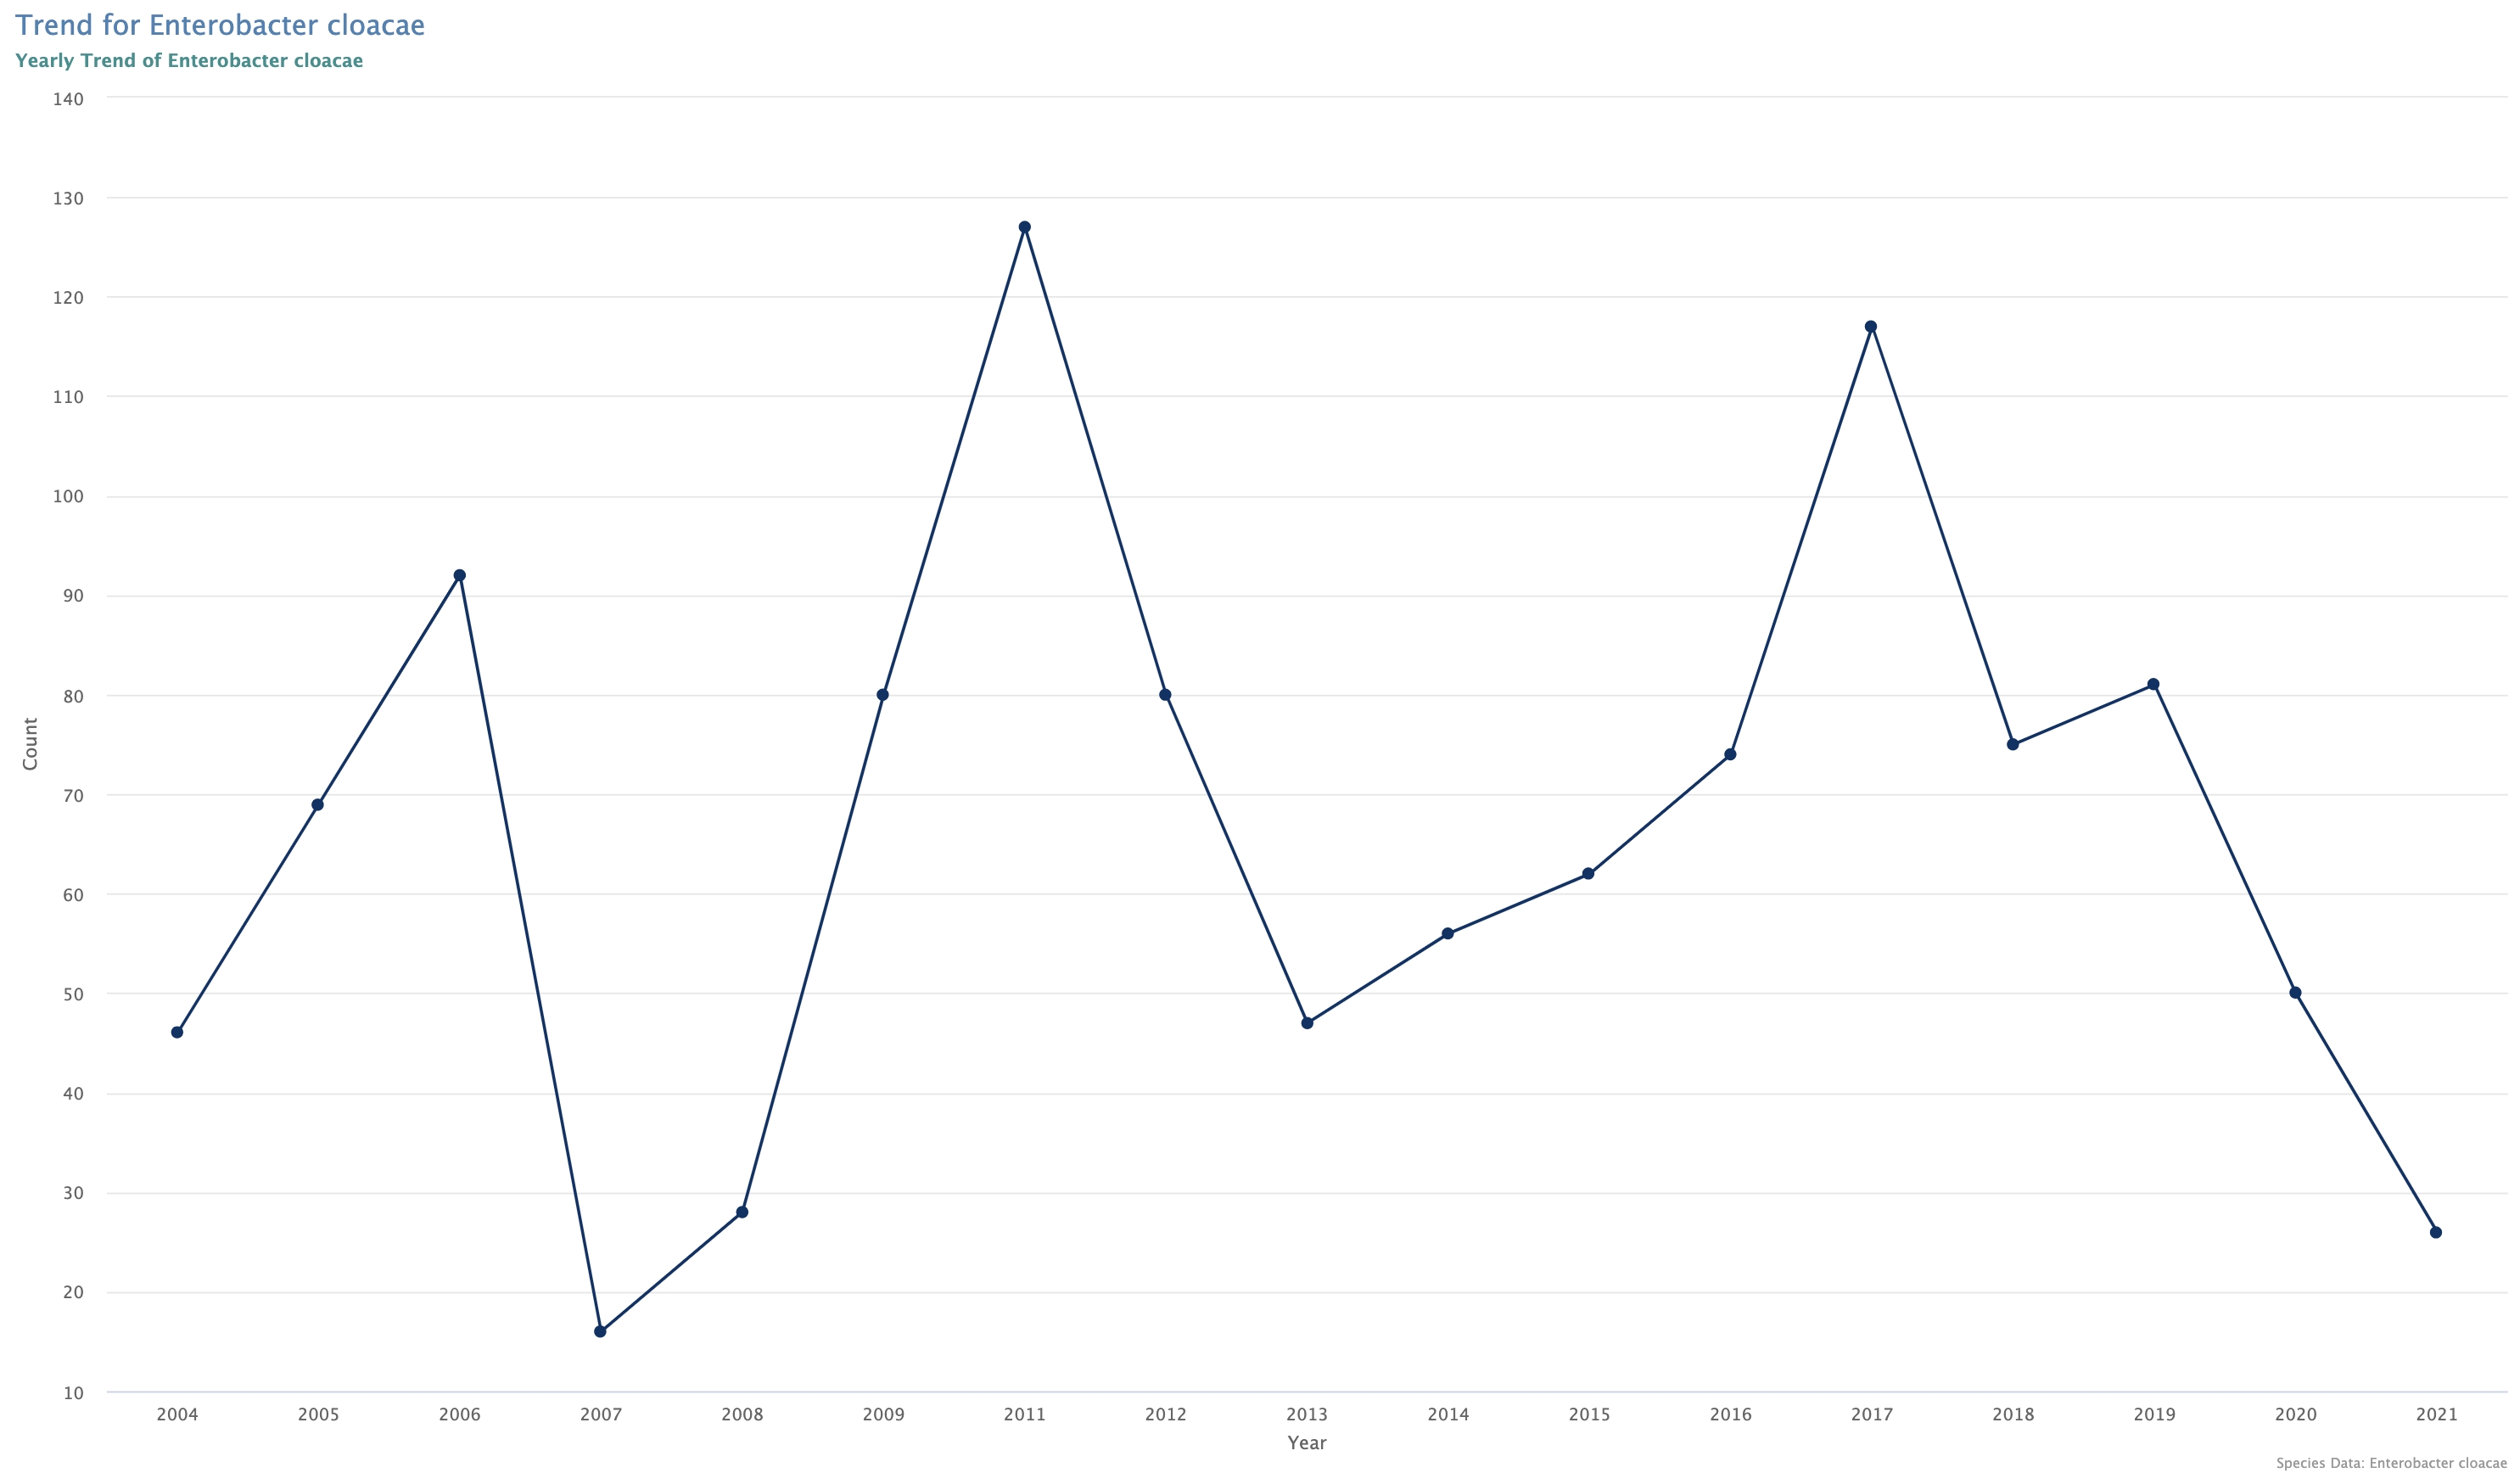 Trend for Enterobacter cloacae
Yearly Trend of Enterobacter cloacae
140
130
120
110
100
90
80
70
60
50
40
30
20
10
Count
2004 2005 2006 2007 2008 2009 2011 2012 2013 2014 2015 2016 2017 2018 2019 2020 2021
Year
Species Data: Enterobacter cloacae